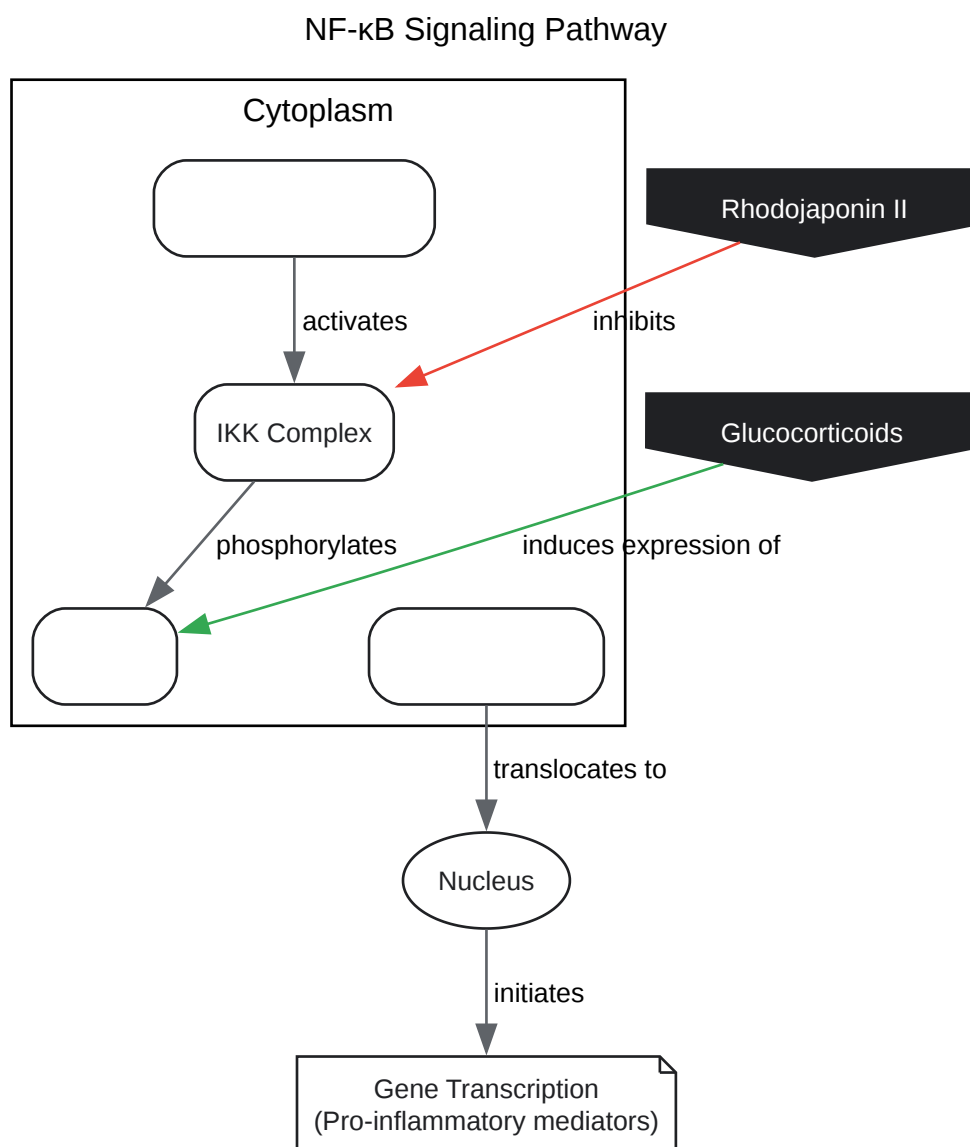 NF-κB Signaling Pathway
Cytoplasm
Rhodojaponin II
activates
inhibits
IKK Complex
Glucocorticoids
phosphorylates
induces expression of
translocates to
Nucleus
initiates
Gene Transcription
(Pro-inflammatory mediators)